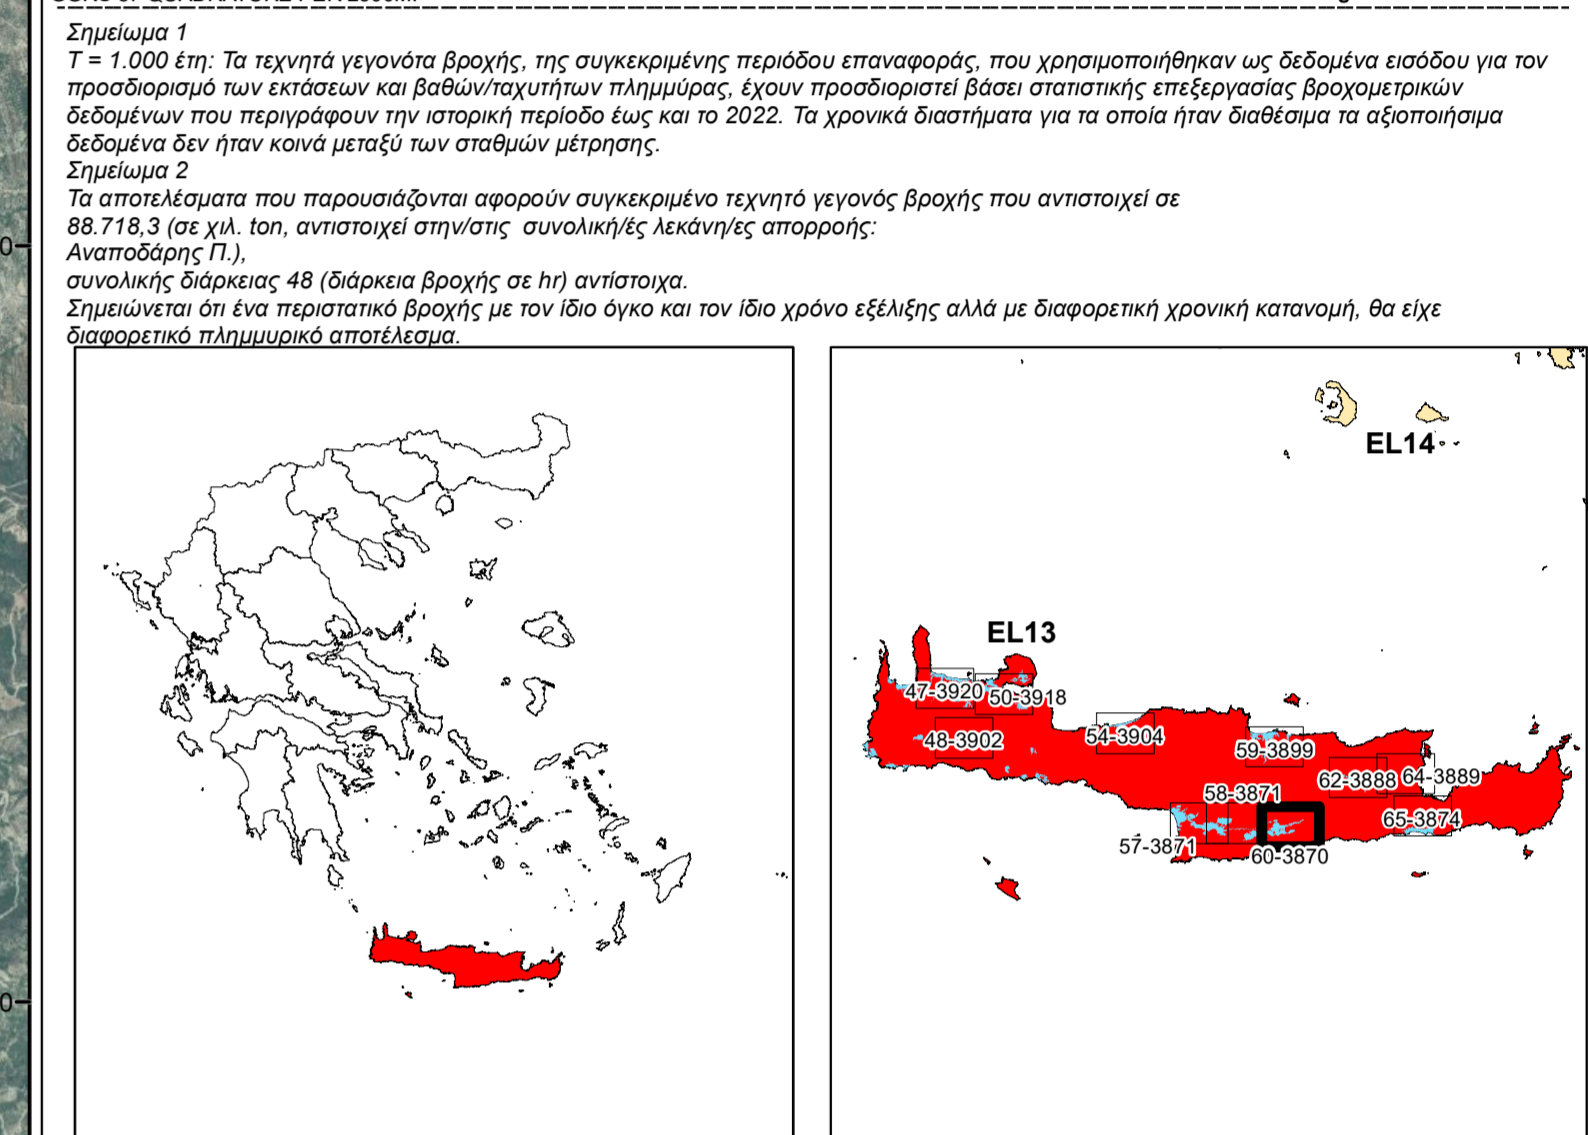 Σημείωμα 1
T = 1.000 έτη: Τα τεχνητά γεγονότα βροχής, της συγκεκριμένης περιόδου επαναφοράς, που χρησιμοποιήθηκαν ως δεδομένα εισόδου για τον
προσδιορισμό των εκτάσεων και βαθών/ταχυτήτων πλημμύρας, έχουν προσδιοριστεί βάσει στατιστικής επεξεργασίας βροχομετρικών
δεδομένων που περιγράφουν την ιστορική περίοδο έως και το 2022. Τα χρονικά διαστήματα για τα οποία ήταν διαθέσιμα τα αξιοποιήσιμα
δεδομένα δεν ήταν κοινά μεταξύ των σταθμών μέτρησης.
Σημείωμα 2
Τα αποτελέσματα που παρουσιάζονται αφορούν συγκεκριμένο τεχνητό γεγονός βροχής που αντιστοιχεί σε
88.718,3 (σε χιλ. ton, αντιστοιχεί στην/στις συνολική/ές λεκάνη/ες απορροής:
Αναποδάρης Π.),
συνολικής διάρκειας 48 (διάρκεια βροχής σε hr) αντίστοιχα.
Σημειώνεται ότι ένα περιστατικό βροχής με τον ίδιο όγκο και τον ίδιο χρόνο εξέλιξης αλλά με διαφορετική χρονική κατανομή, θα είχε
διαφορετικό πλημμυρικό αποτέλεσμα.
0
0
EL14
EL13
47-3920
50-3918
48-3902
54-3904
59-3899
62-3888
64-3889
58-3871
65-3874
57-3871
60-3870